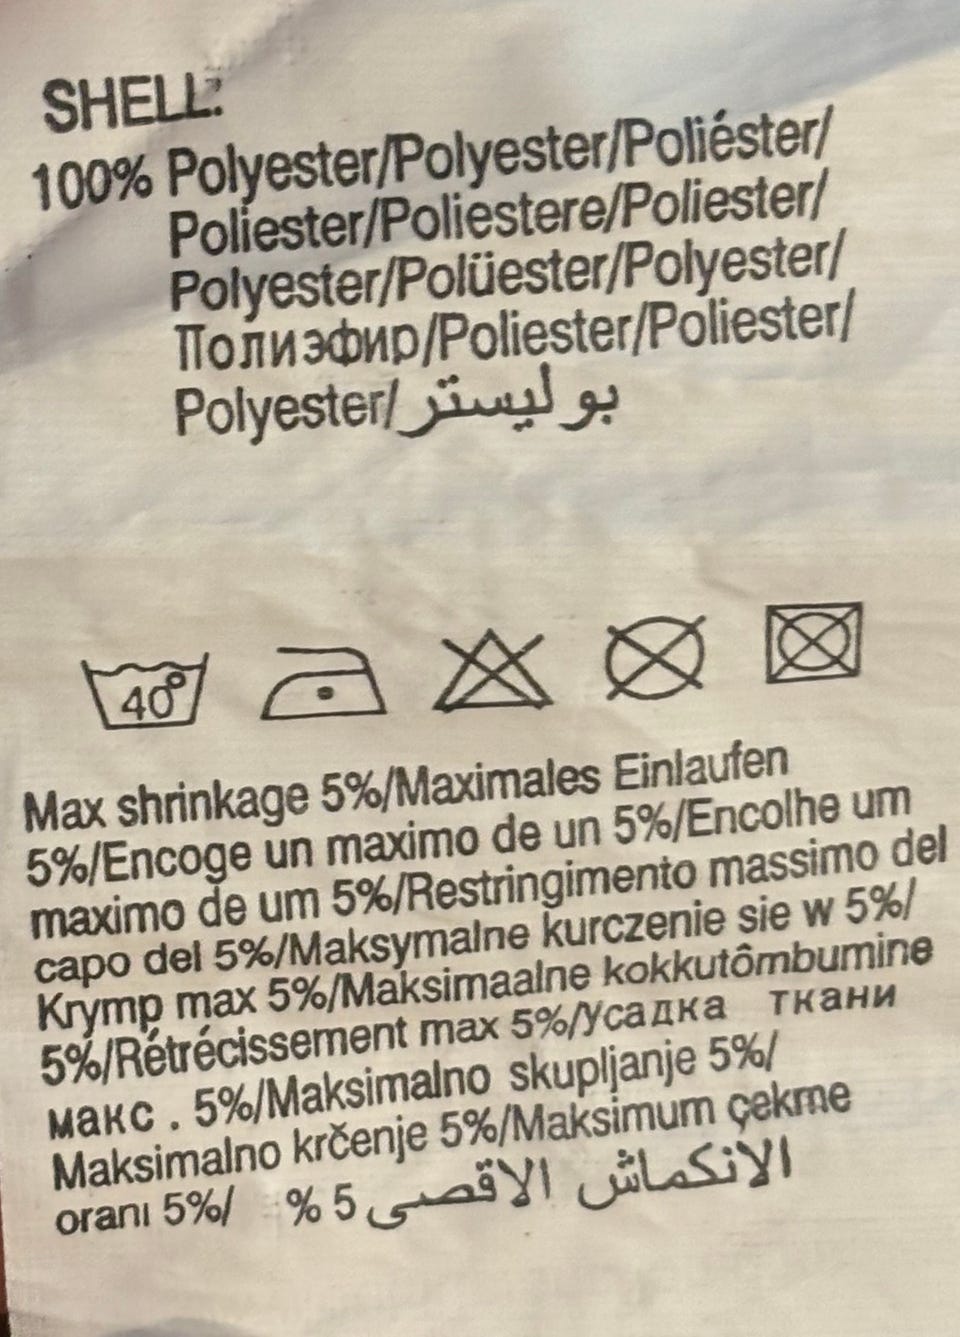 SHELL:
100% Polyester/Polyester/Poliéster/
Poliester/Poliestere/Poliester/
Polyester/Polüester/Polyester/
Полиэфир/Poliester/Poliester/
Polyester/بوليستر
40°
Max shrinkage 5%/Maximales Einlaufen
5%/Encoge un maximo de un 5%/Encolhe um
maximo de um 5%/Restringimento massimo del
capo del 5%/Maksymalne kurczenie sie w 5%/
Krymp max 5%/Maksimaalne kokkutômbumine
5%/Rétrécissement max 5%/Усадка ткани
макс . 5%/Maksimalno skupljanje 5%/
Maksimalno krčenje 5%/Maksimum çekme
oranı 5%/ الانكماش الاقصى 5 %